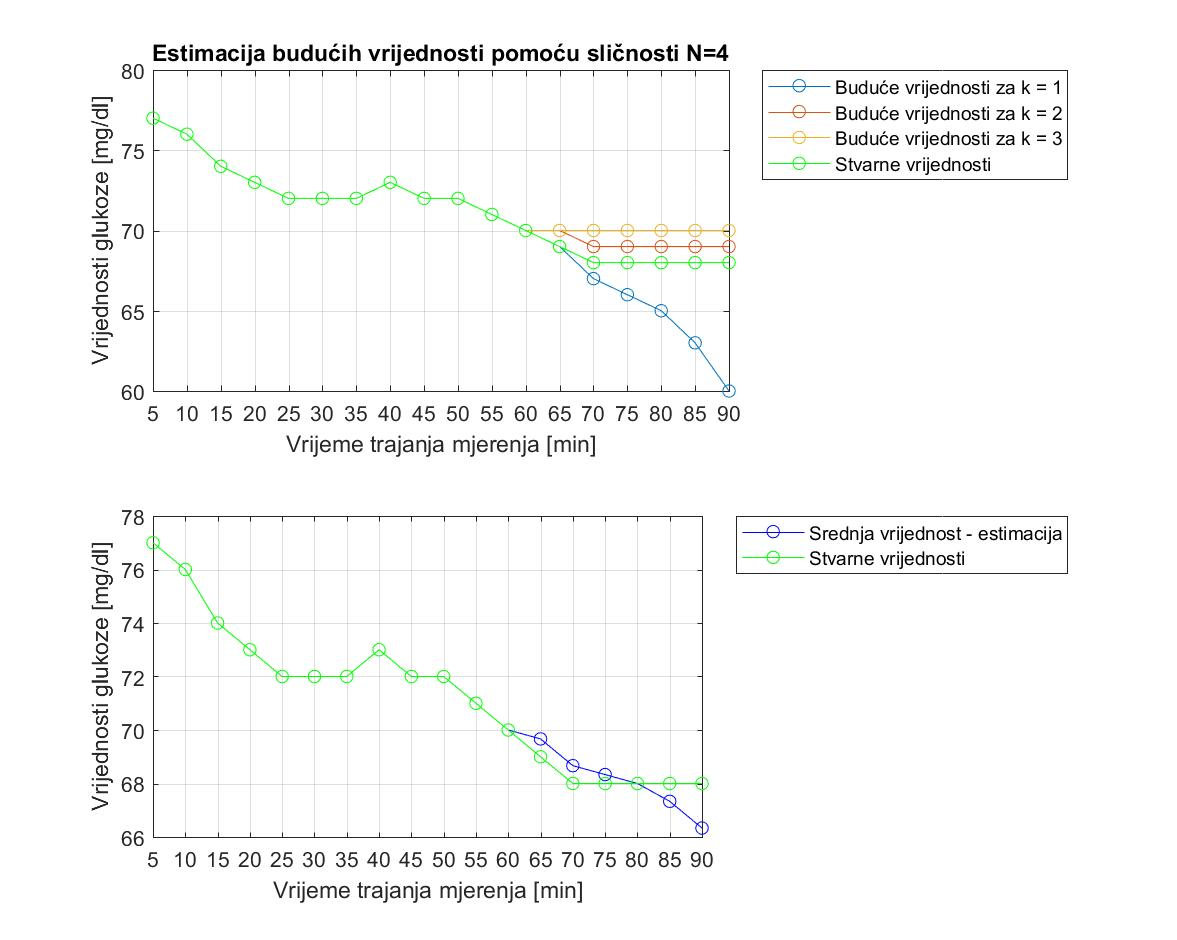 Estimacija budućih vrijednosti pomoću sličnosti N=4
80
75
70
65
60
Vrijednosti glukoze [mg/dl]
5 10 15 20 25 30 35 40 45 50 55 60 65 70 75 80 85 90
Vrijeme trajanja mjerenja [min]
Buduće vrijednosti za k = 1
Buduće vrijednosti za k = 2
Buduće vrijednosti za k = 3
Stvarne vrijednosti
78
76
74
72
70
68
66
Vrijednosti glukoze [mg/dl]
5 10 15 20 25 30 35 40 45 50 55 60 65 70 75 80 85 90
Vrijeme trajanja mjerenja [min]
Srednja vrijednost - estimacija
Stvarne vrijednosti